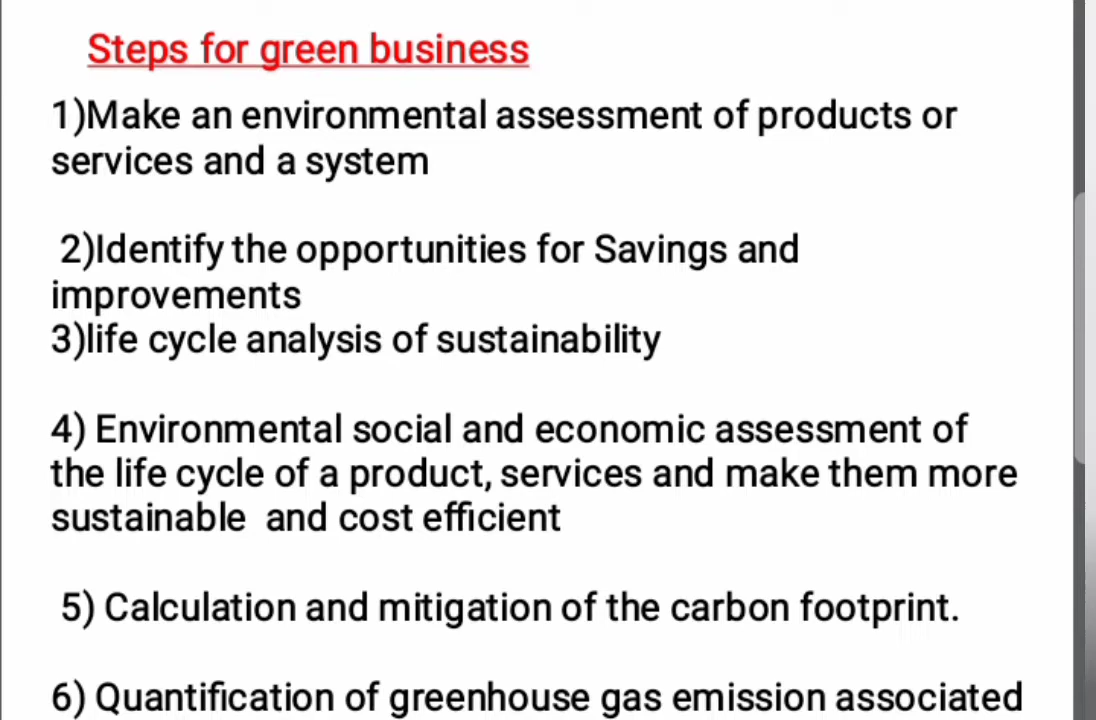 Steps for green business
1)Make an environmental assessment of products or
services and a system
2)Identify the opportunities for Savings and
improvements
3)life cycle analysis of sustainability
4) Environmental social and economic assessment of
the life cycle of a product, services and make them more
sustainable and cost efficient
5) Calculation and mitigation of the carbon footprint.
6) Quantification of greenhouse gas emission associated